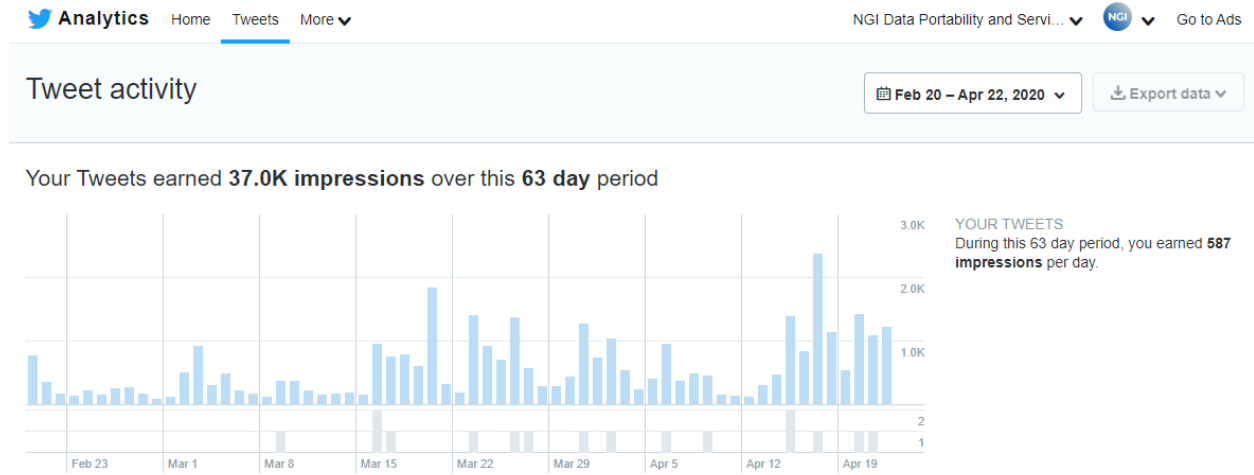 Analytics Home Tweets More NGI Data Portability and Servi... NGI Go to Ads
Tweet activity
Feb 20 – Apr 22, 2020 Export data
Your Tweets earned 37.0K impressions over this 63 day period
3.0K
YOUR TWEETS
During this 63 day period, you earned 587
impressions per day.
2.0K
1.0K
2
1
Feb 23 Mar 1 Mar 8 Mar 15 Mar 22 Mar 29 Apr 5 Apr 12 Apr 19